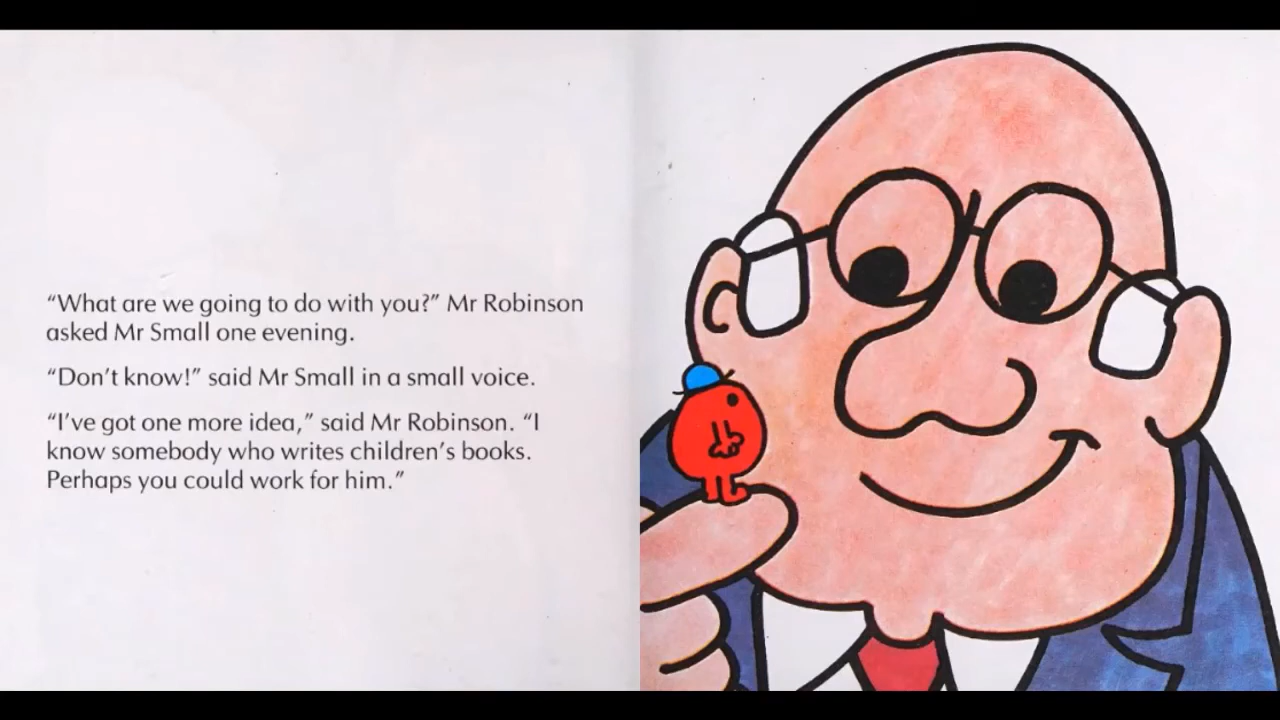 “What are we going to do with you?” Mr Robinson
asked Mr Small one evening.
“Don’t know!” said Mr Small in a small voice.
“I’ve got one more idea,” said Mr Robinson. “I
know somebody who writes children’s books.
Perhaps you could work for him.”